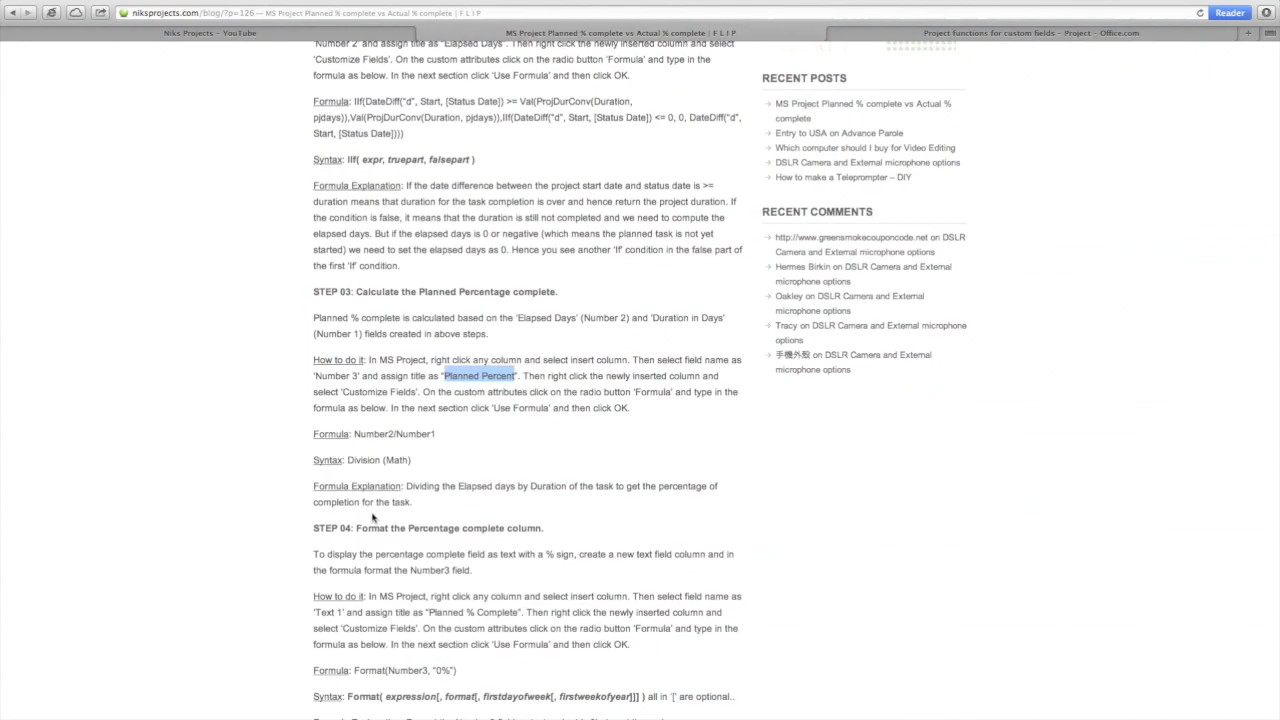 niksprojects.com/blog/?p=126 — MS Project Planned % complete vs Actual % complete | F L I P
Reader
Niks Projects – YouTube
MS Project Planned % complete vs Actual % complete | F L I P
Project functions for custom fields – Project – Office.com
'Number 2' and assign title as "Elapsed Days". Then right click the newly inserted column and select
'Customize Fields'. On the custom attributes click on the radio button 'Formula' and type in the
formula as below. In the next section click 'Use Formula' and then click OK.
Formula: IIf(DateDiff("d", Start, [Status Date]) >= Val(ProjDurConv(Duration,
pjdays)),Val(ProjDurConv(Duration, pjdays)),IIf(DateDiff("d", Start, [Status Date]) <= 0, 0, DateDiff("d",
Start, [Status Date])))
Syntax: IIf( expr, truepart, falsepart )
Formula Explanation: If the date difference between the project start date and status date is >=
duration means that duration for the task completion is over and hence return the project duration. If
the condition is false, it means that the duration is still not completed and we need to compute the
elapsed days. But if the elapsed days is 0 or negative (which means the planned task is not yet
started) we need to set the elapsed days as 0. Hence you see another 'If' condition in the false part of
the first 'If' condition.
STEP 03: Calculate the Planned Percentage complete.
Planned % complete is calculated based on the 'Elapsed Days' (Number 2) and 'Duration in Days'
(Number 1) fields created in above steps.
How to do it: In MS Project, right click any column and select insert column. Then select field name as
'Number 3' and assign title as "Planned Percent". Then right click the newly inserted column and
select 'Customize Fields'. On the custom attributes click on the radio button 'Formula' and type in the
formula as below. In the next section click 'Use Formula' and then click OK.
Formula: Number2/Number1
Syntax: Division (Math)
Formula Explanation: Dividing the Elapsed days by Duration of the task to get the percentage of
completion for the task.
STEP 04: Format the Percentage complete column.
To display the percentage complete field as text with a % sign, create a new text field column and in
the formula format the Number3 field.
How to do it: In MS Project, right click any column and select insert column. Then select field name as
'Text 1' and assign title as "Planned % Complete". Then right click the newly inserted column and
select 'Customize Fields'. On the custom attributes click on the radio button 'Formula' and type in the
formula as below. In the next section click 'Use Formula' and then click OK.
Formula: Format(Number3, "0%")
Syntax: Format( expression[, format[, firstdayofweek[, firstweekofyear]]] ) all in '[' are optional..
RECENT POSTS
MS Project Planned % complete vs Actual %
complete
Entry to USA on Advance Parole
Which computer should I buy for Video Editing
DSLR Camera and External microphone options
How to make a Teleprompter – DIY
RECENT COMMENTS
http://www.greensmokecouponcode.net on DSLR
Camera and External microphone options
Hermes Birkin on DSLR Camera and External
microphone options
Oakley on DSLR Camera and External
microphone options
Tracy on DSLR Camera and External microphone
options
手機外殼 on DSLR Camera and External
microphone options